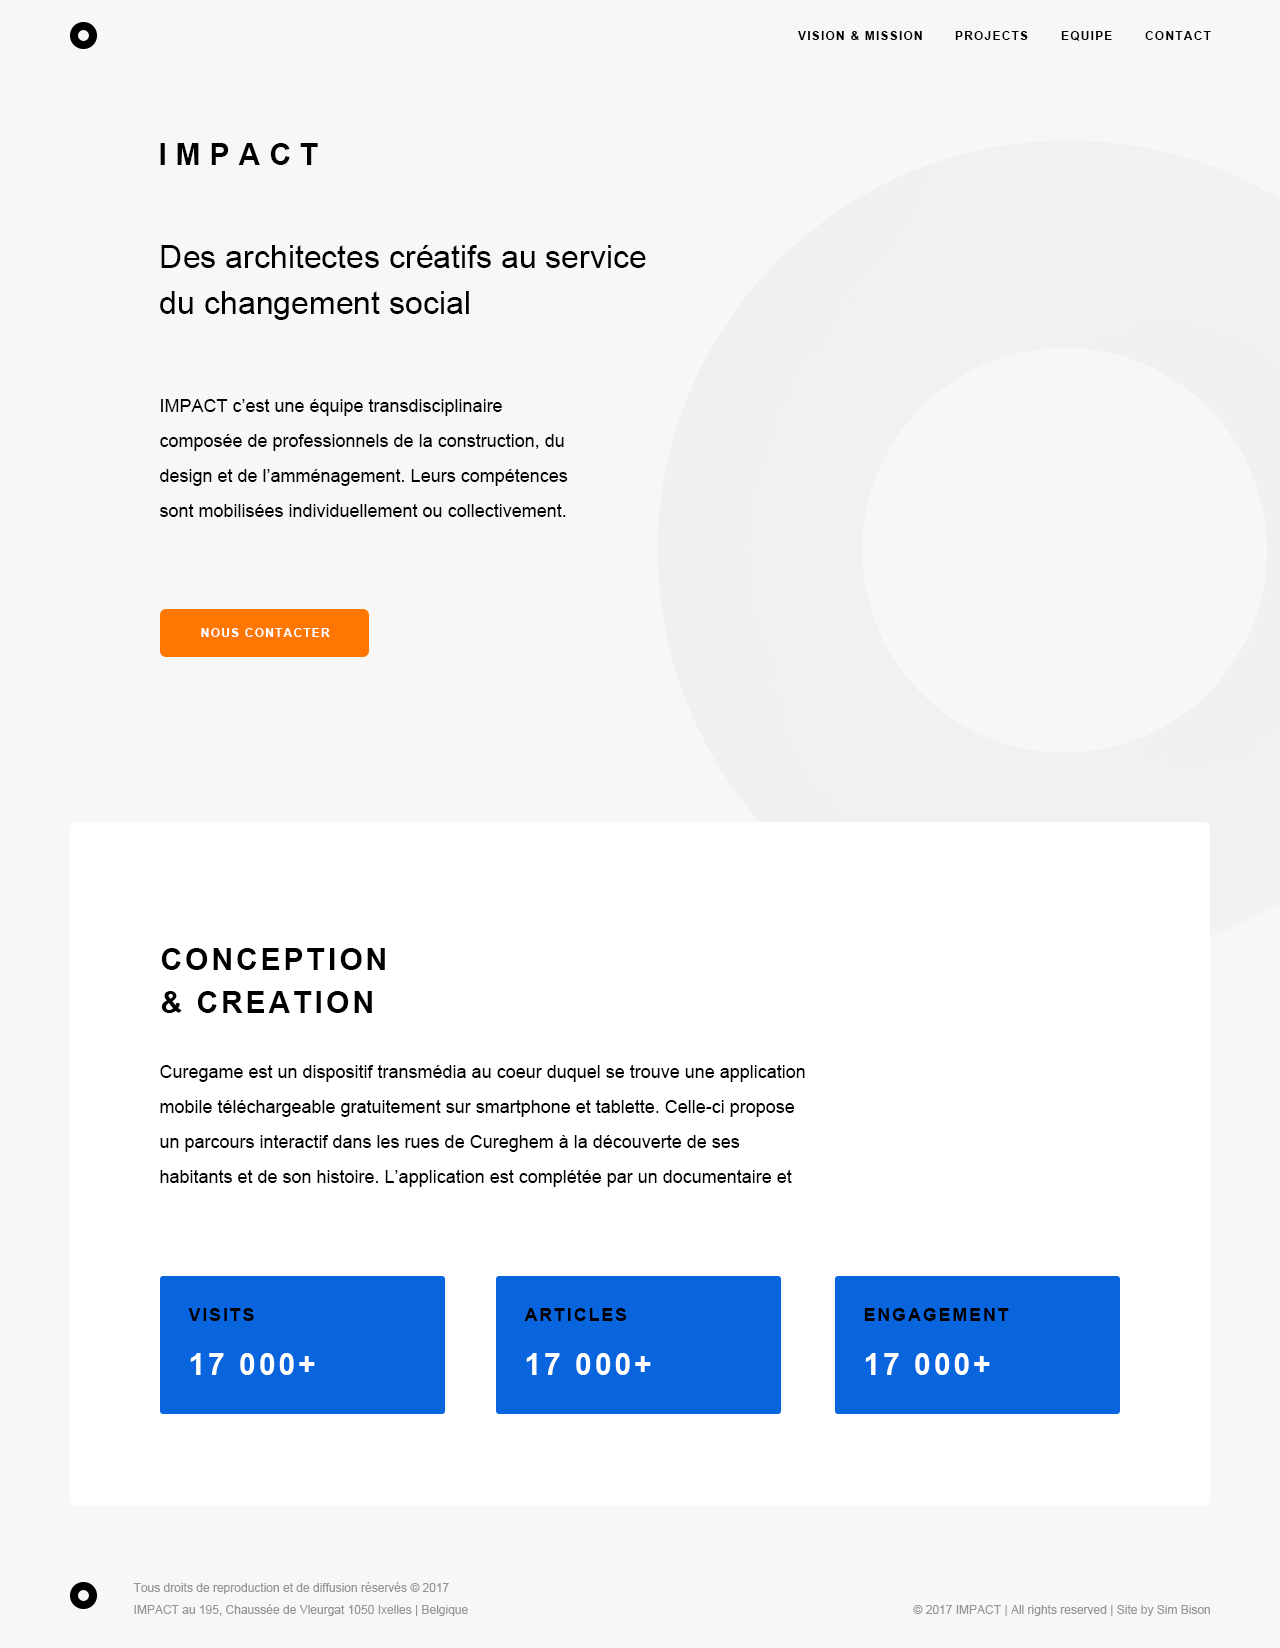 VISION & MISSION PROJECTS EQUIPE CONTACT
IMPACT
Des architectes créatifs au service
du changement social
IMPACT c’est une équipe transdisciplinaire
composée de professionnels de la construction, du
design et de l’amménagement. Leurs compétences
sont mobilisées individuellement ou collectivement.
NOUS CONTACTER
CONCEPTION
& CREATION
Curegame est un dispositif transmédia au coeur duquel se trouve une application
mobile téléchargeable gratuitement sur smartphone et tablette. Celle-ci propose
un parcours interactif dans les rues de Cureghem à la découverte de ses
habitants et de son histoire. L’application est complétée par un documentaire et
VISITS
17 000+
ARTICLES
17 000+
ENGAGEMENT
17 000+
Tous droits de reproduction et de diffusion réservés © 2017
IMPACT au 195, Chaussée de Vleurgat 1050 Ixelles | Belgique
© 2017 IMPACT | All rights reserved | Site by Sim Bison